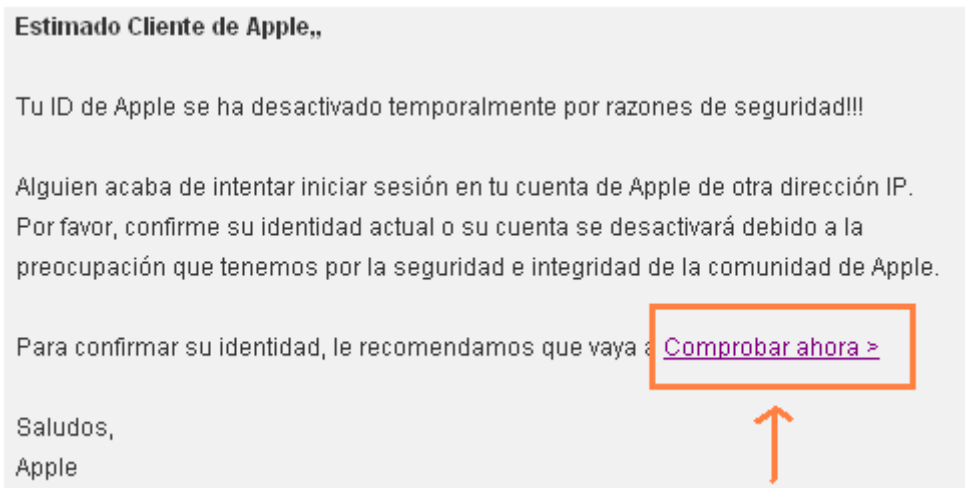 Estimado Cliente de Apple,,
Tu ID de Apple se ha desactivado temporalmente por razones de seguridad!!!
Alguien acaba de intentar iniciar sesión en tu cuenta de Apple de otra dirección IP.
Por favor, confirme su identidad actual o su cuenta se desactivará debido a la
preocupación que tenemos por la seguridad e integridad de la comunidad de Apple.
Para confirmar su identidad, le recomendamos que vaya a Comprobar ahora >
Saludos,
Apple